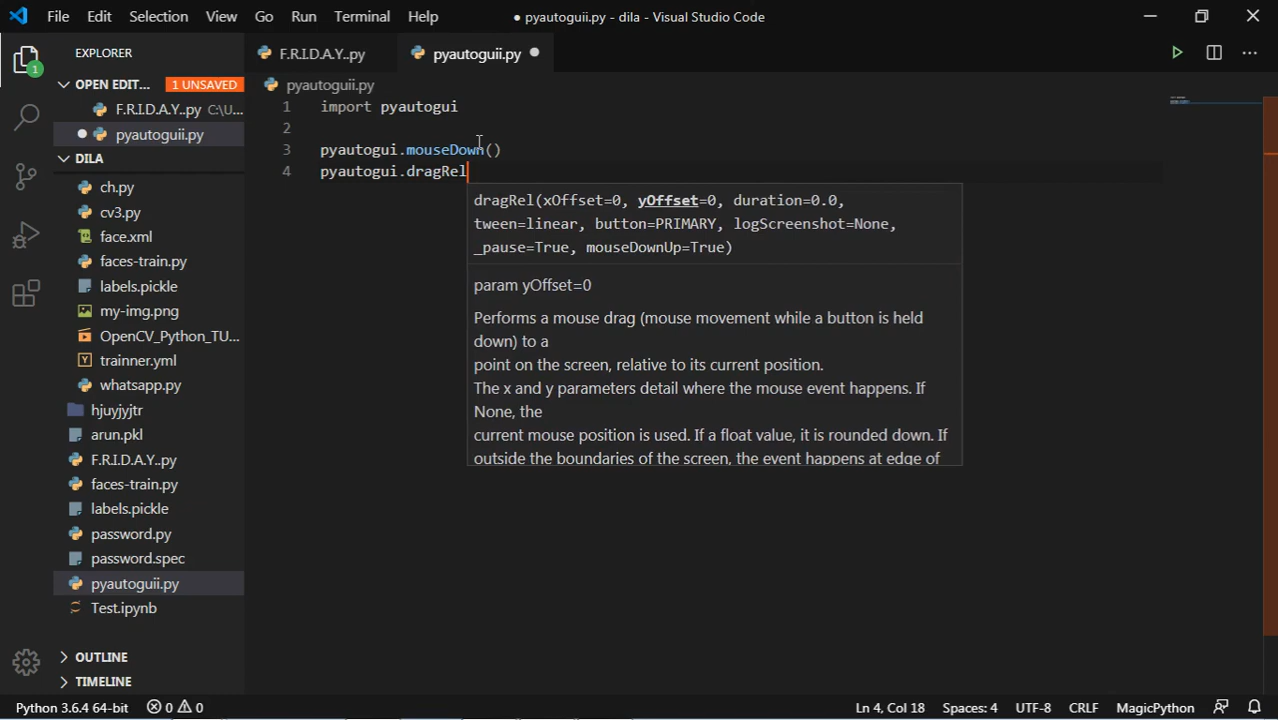 File Edit Selection View Go Run Terminal Help
● pyautoguii.py - dila - Visual Studio Code
EXPLORER
F.R.I.D.A.Y..py
pyautoguii.py
OPEN EDIT... 1 UNSAVED
F.R.I.D.A.Y..py C:\U...
pyautoguii.py
DILA
ch.py
cv3.py
face.xml
faces-train.py
labels.pickle
my-img.png
OpenCV_Python_TU...
trainner.yml
whatsapp.py
hjuyjyjtr
arun.pkl
F.R.I.D.A.Y..py
faces-train.py
labels.pickle
password.py
password.spec
pyautoguii.py
Test.ipynb
OUTLINE
TIMELINE
1
pyautoguii.py
1 import pyautogui
2
3 pyautogui.mouseDown()
4 pyautogui.dragRel
dragRel(xOffset=0, yOffset=0, duration=0.0,
tween=linear, button=PRIMARY, logScreenshot=None,
_pause=True, mouseDownUp=True)
param yOffset=0
Performs a mouse drag (mouse movement while a button is held
down) to a
point on the screen, relative to its current position.
The x and y parameters detail where the mouse event happens. If
None, the
current mouse position is used. If a float value, it is rounded down. If
outside the boundaries of the screen, the event happens at edge of
Python 3.6.4 64-bit 0 0 Ln 4, Col 18 Spaces: 4 UTF-8 CRLF MagicPython